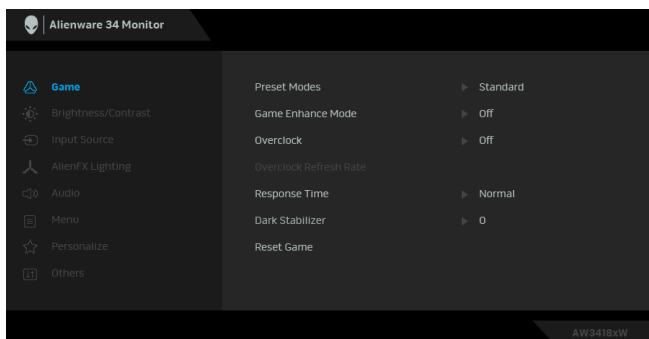 Alienware 34 Monitor
Game
Preset Modes Standard
Brightness/Contrast
Game Enhance Mode Off
Input Source
Overclock Off
AlienFX Lighting
Overclock Refresh Rate
Audio
Response Time Normal
Menu
Dark Stabilizer 0
Personalize
Reset Game
Others
AW3418xW